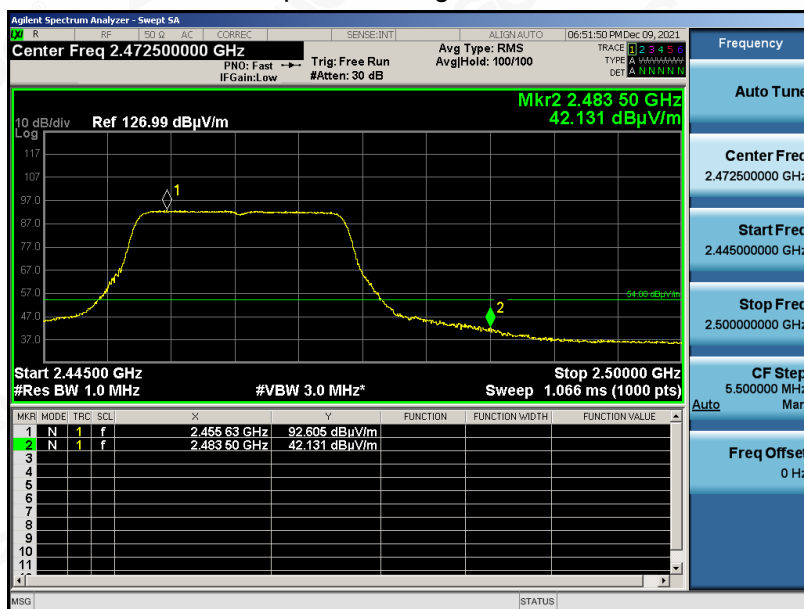 Agilent Spectrum Analyzer - Swept SA
LXI R RF 50 Ω AC CORREC SENSE:INT ALIGN AUTO 06:51:50 PM Dec 09, 2021
Center Freq 2.472500000 GHz
PNO: Fast
IFGain:Low
Trig: Free Run
#Atten: 30 dB
Avg Type: RMS
Avg|Hold: 100/100
TRACE 1 2 3 4 5 6
TYPE A WWWWW
DET A N N N N N
Mkr2 2.483 50 GHz
42.131 dBµV/m
10 dB/div Ref 126.99 dBµV/m
Log
117
107
97.0
87.0
77.0
67.0
57.0
47.0
37.0
1
2
54.00 dBµV/m
Start 2.44500 GHz Stop 2.50000 GHz
#Res BW 1.0 MHz #VBW 3.0 MHz* Sweep 1.066 ms (1000 pts)
MKR MODE TRC SCL X Y FUNCTION FUNCTION WIDTH FUNCTION VALUE
1 N 1 f 2.455 63 GHz 92.605 dBµV/m
2 N 1 f 2.483 50 GHz 42.131 dBµV/m
3
4
5
6
7
8
9
10
11
MSG STATUS
Frequency
Auto Tune
Center Freq
2.472500000 GHz
Start Freq
2.445000000 GHz
Stop Freq
2.500000000 GHz
CF Step
5.500000 MHz
Auto Man
Freq Offset
0 Hz